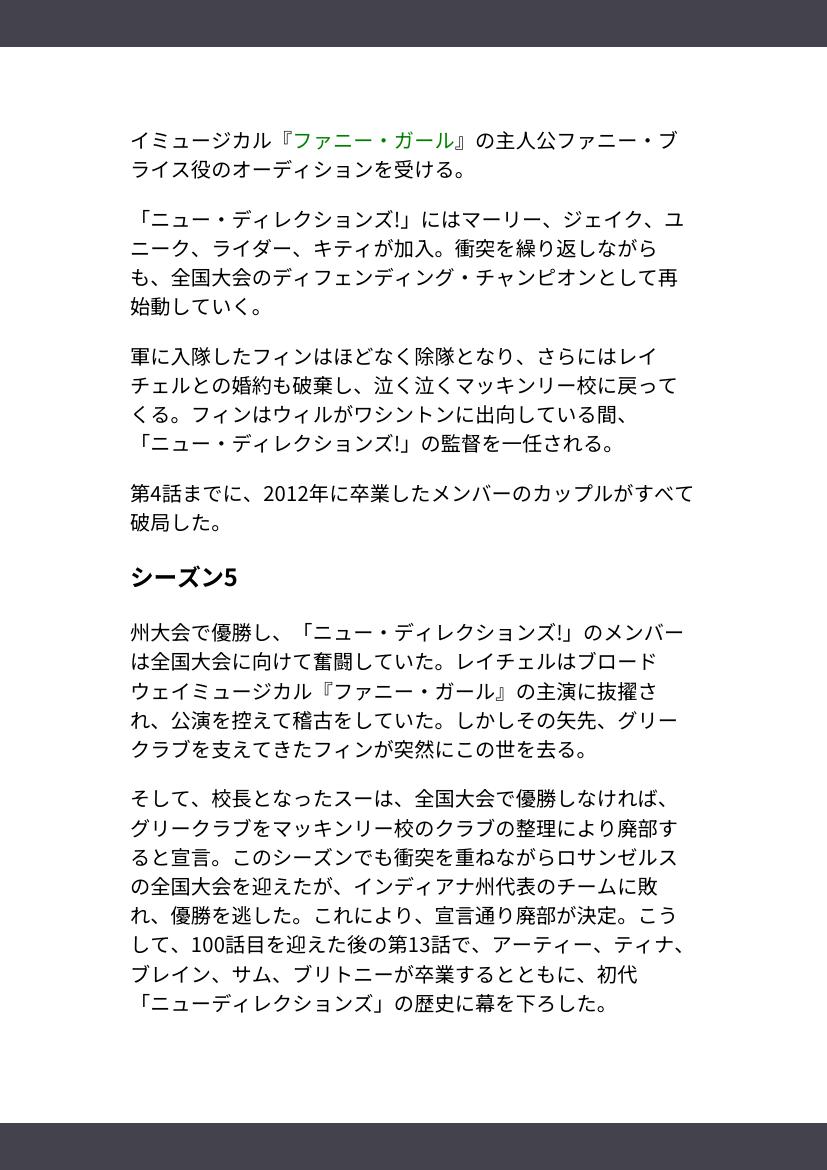 イミュージカル『ファニー・ガール』の主人公ファニー・ブ
ライス役のオーディションを受ける。
「ニュー・ディレクションズ!」にはマーリー、ジェイク、ユ
ニーク、ライダー、キティが加入。衝突を繰り返しながら
も、全国大会のディフェンディング・チャンピオンとして再
始動していく。
軍に入隊したフィンはほどなく除隊となり、さらにはレイ
チェルとの婚約も破棄し、泣く泣くマッキンリー校に戻って
くる。フィンはウィルがワシントンに出向している間、
「ニュー・ディレクションズ!」の監督を一任される。
第4話までに、2012年に卒業したメンバーのカップルがすべて
破局した。
シーズン5
州大会で優勝し、「ニュー・ディレクションズ!」のメンバー
は全国大会に向けて奮闘していた。レイチェルはブロード
ウェイミュージカル『ファニー・ガール』の主演に抜擢さ
れ、公演を控えて稽古をしていた。しかしその矢先、グリー
クラブを支えてきたフィンが突然にこの世を去る。
そして、校長となったスーは、全国大会で優勝しなければ、
グリークラブをマッキンリー校のクラブの整理により廃部す
ると宣言。このシーズンでも衝突を重ねながらロサンゼルス
の全国大会を迎えたが、インディアナ州代表のチームに敗
れ、優勝を逃した。これにより、宣言通り廃部が決定。こう
して、100話目を迎えた後の第13話で、アーティー、ティナ、
ブレイン、サム、ブリトニーが卒業するとともに、初代
「ニューディレクションズ」の歴史に幕を下ろした。